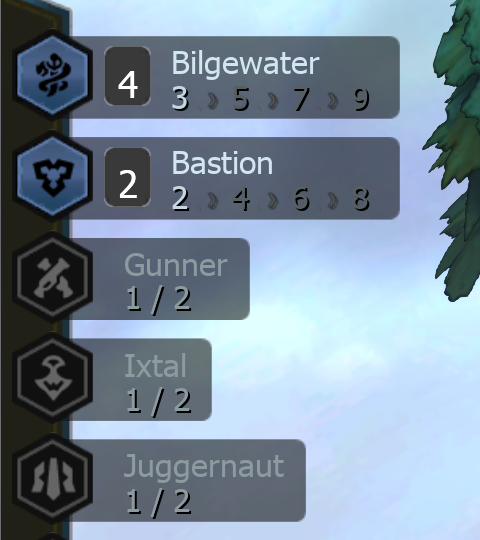 4 Bilgewater
3 5 7 9
2 Bastion
2 4 6 8
Gunner
1 / 2
Ixtal
1 / 2
Juggernaut
1 / 2